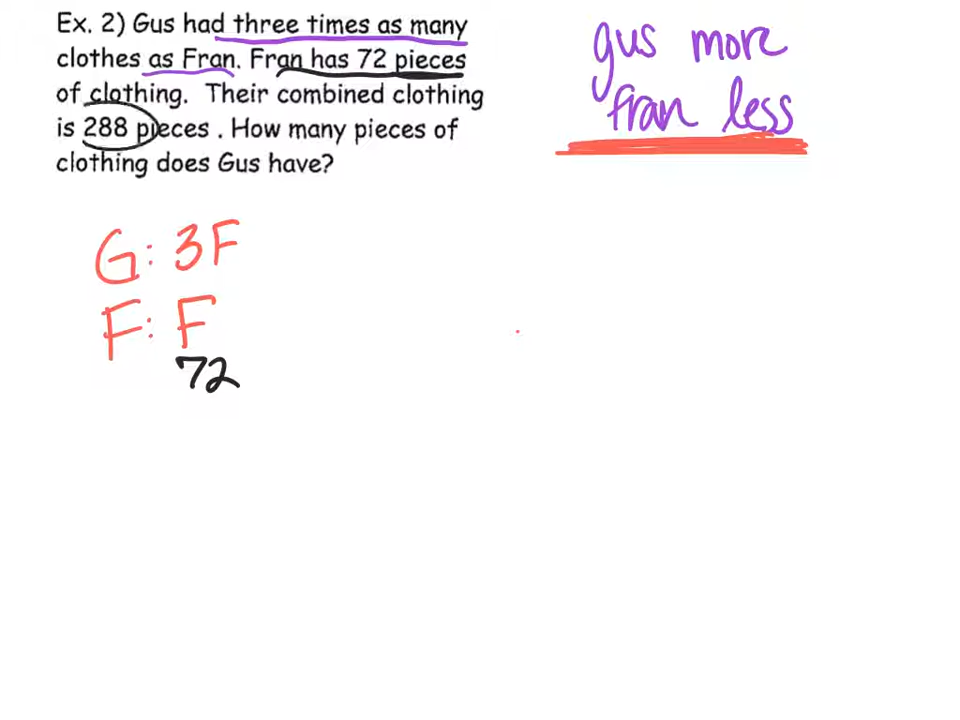 Ex. 2) Gus had three times as many
clothes as Fran. Fran has 72 pieces
of clothing. Their combined clothing
is 288 pieces . How many pieces of
clothing does Gus have?
gus more
fran less
G: 3F
F: F
72